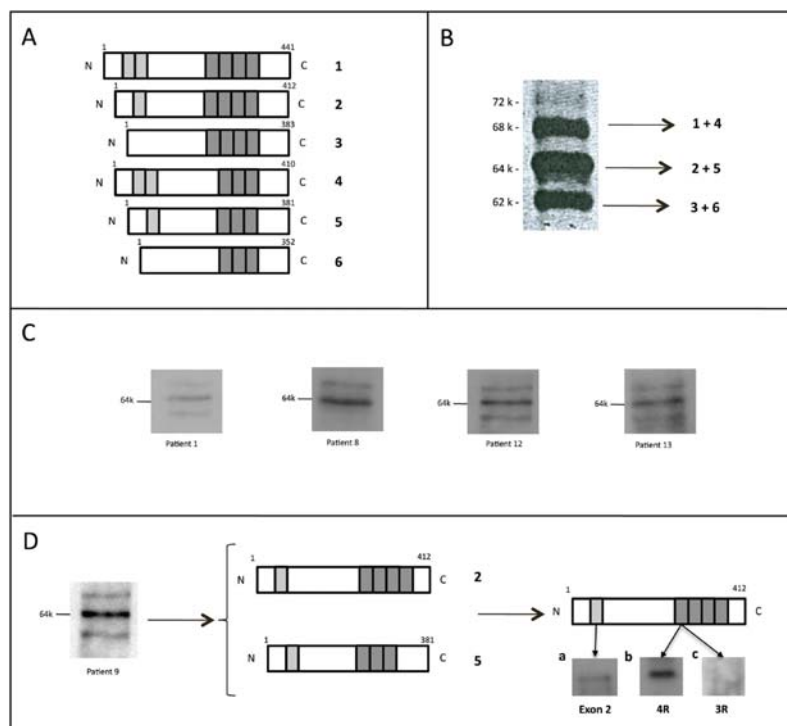 A
1 441
N C 1
412
1
N C 2
383
1
N C 3
410
1
N C 4
381
1
N C 5
352
1
N C 6
B
72 k -
68 k - 1 + 4
64 k - 2 + 5
62 k - 3 + 6
C
64k 64k 64k 64k
Patient 1 Patient 8 Patient 12 Patient 13
D
1 412
N C 2
1 381
N C 5
64k
Patient 9
1 412
N C
a b c
Exon 2 4R 3R